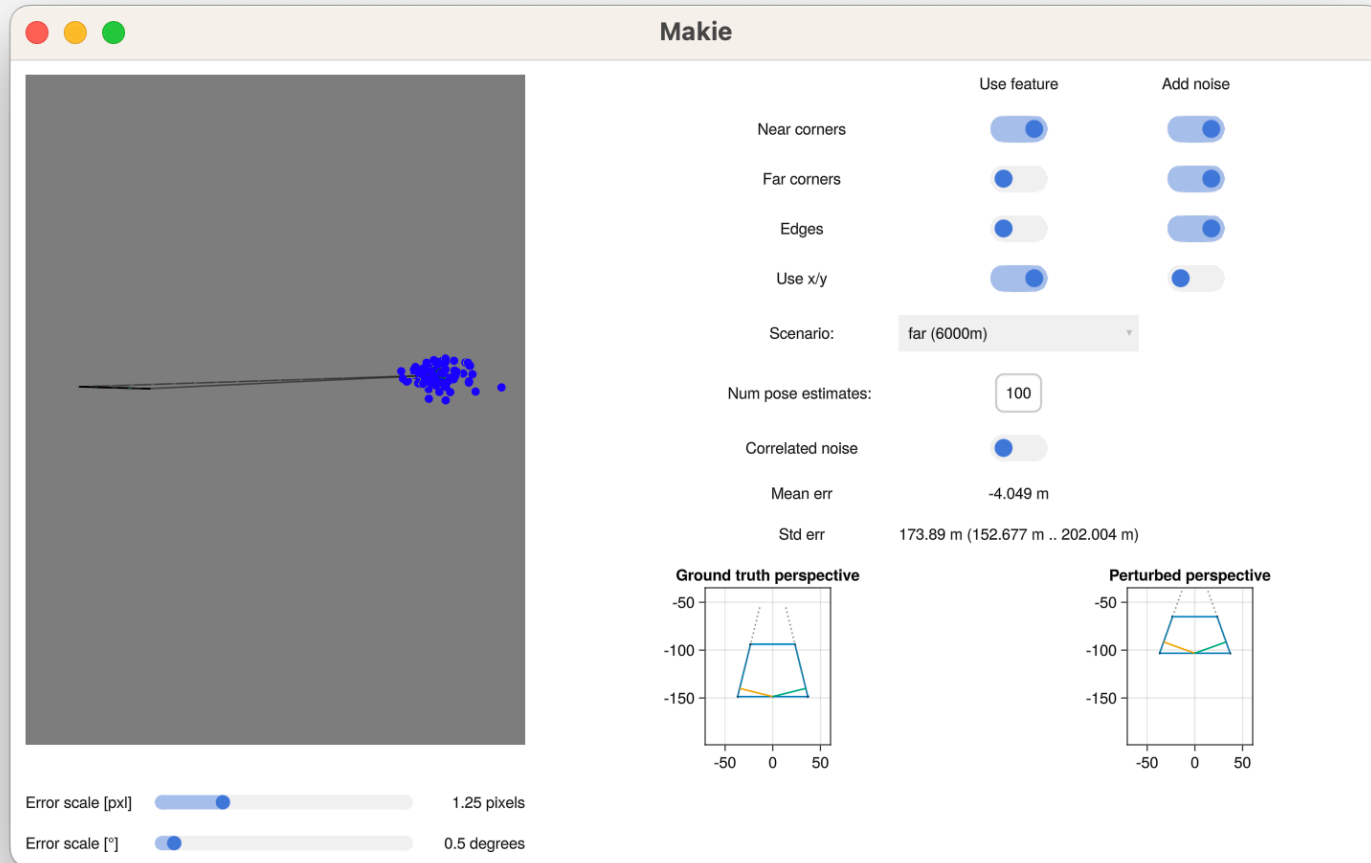 Makie
Use feature Add noise
Near corners
Far corners
Edges
Use x/y
Scenario: far (6000m)
Num pose estimates: 100
Correlated noise
Mean err -4.049 m
Std err 173.89 m (152.677 m .. 202.004 m)
Ground truth perspective
-50
-100
-150
-50 0 50
Perturbed perspective
-50
-100
-150
-50 0 50
Error scale [pxl] 1.25 pixels
Error scale [°] 0.5 degrees